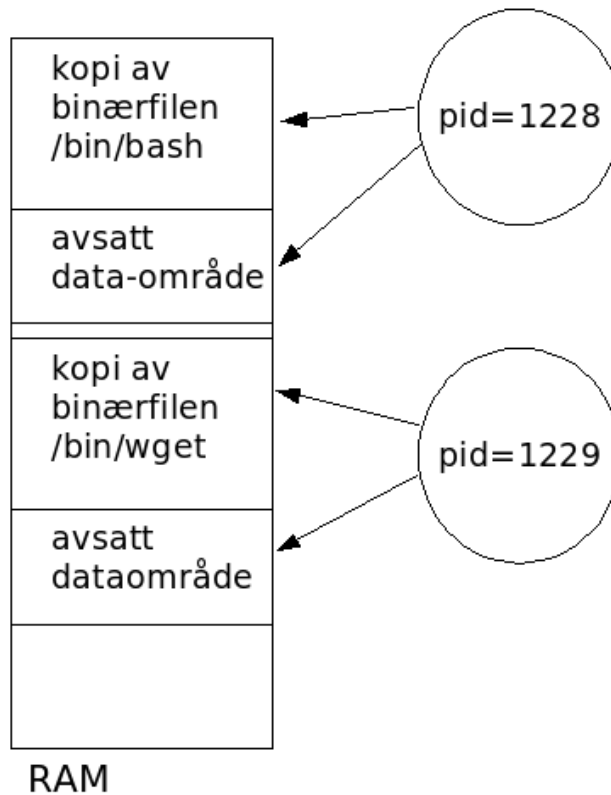 kopi av
binærfilen
/bin/bash
pid=1228
avsatt
data-område
kopi av
binærfilen
/bin/wget
pid=1229
avsatt
dataområde
RAM